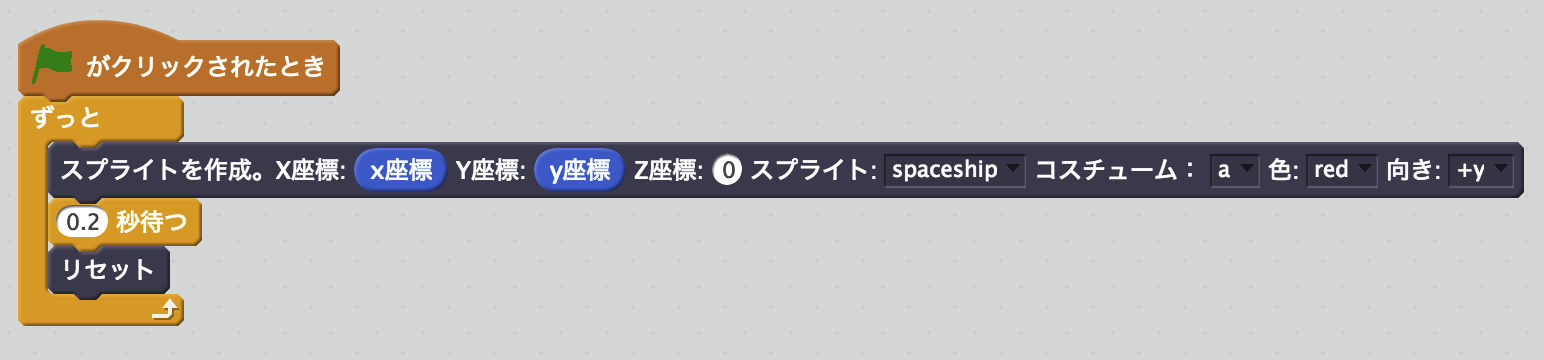 がクリックされたとき
ずっと
スプライトを作成。X座標: x座標 Y座標: y座標 Z座標: 0 スプライト: spaceship コスチューム： a 色: red 向き: +y
0.2 秒待つ
リセット